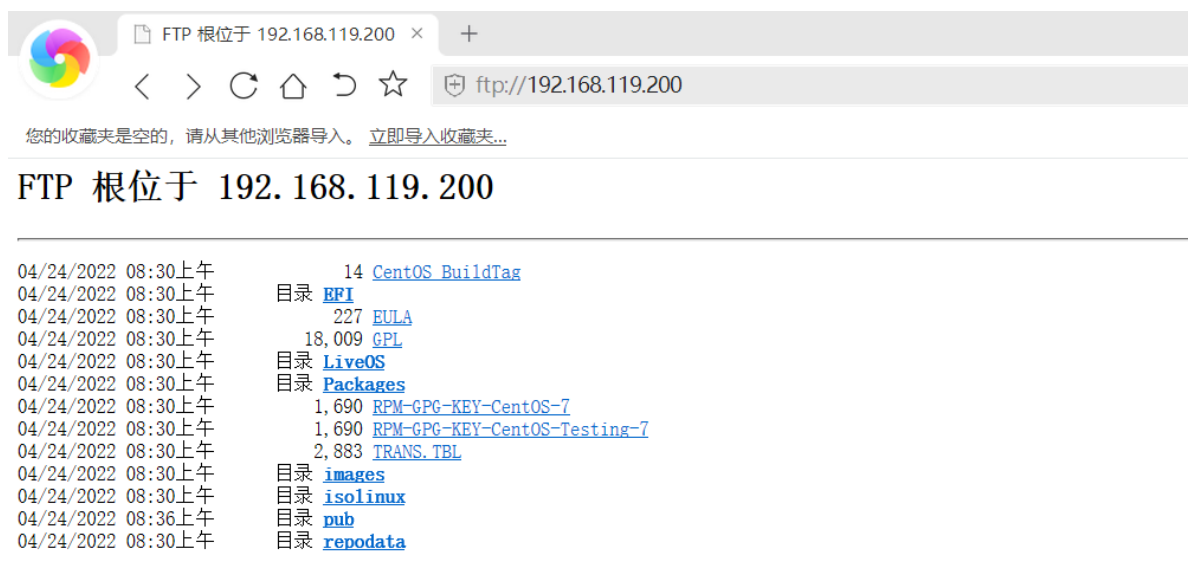 FTP 根位于 192.168.119.200 ×
ftp://192.168.119.200
您的收藏夹是空的，请从其他浏览器导入。 立即导入收藏夹...
FTP 根位于 192.168.119.200
04/24/2022 08:30上午 14 CentOS_BuildTag
04/24/2022 08:30上午 目录 EFI
04/24/2022 08:30上午 227 EULA
04/24/2022 08:30上午 18,009 GPL
04/24/2022 08:30上午 目录 LiveOS
04/24/2022 08:30上午 目录 Packages
04/24/2022 08:30上午 1,690 RPM-GPG-KEY-CentOS-7
04/24/2022 08:30上午 1,690 RPM-GPG-KEY-CentOS-Testing-7
04/24/2022 08:30上午 2,883 TRANS.TBL
04/24/2022 08:30上午 目录 images
04/24/2022 08:30上午 目录 isolinux
04/24/2022 08:36上午 目录 pub
04/24/2022 08:30上午 目录 repodata